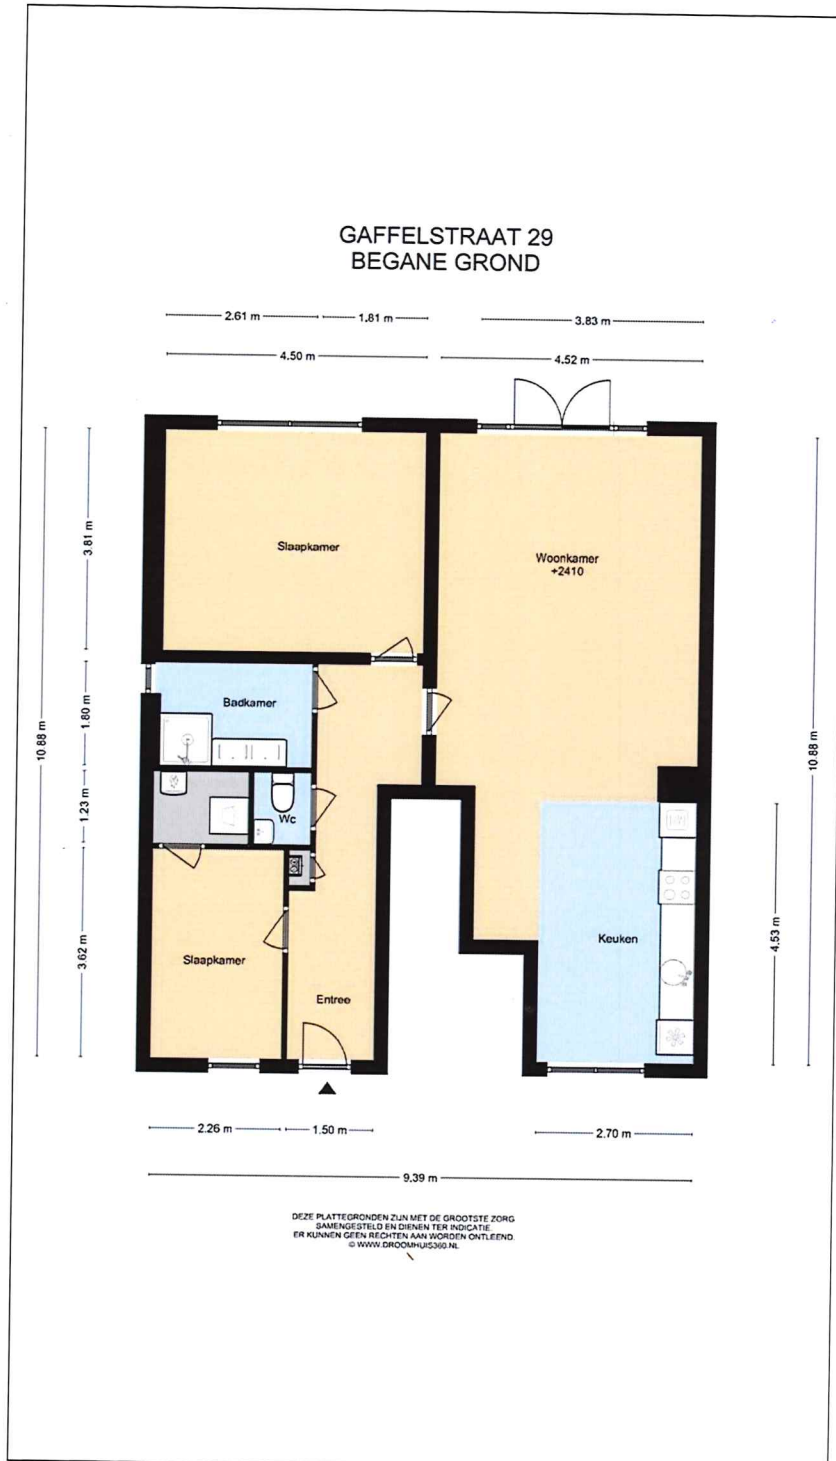 GAFFELSTRAAT 29
BEGANE GROND
2.61 m
1.81 m
3.83 m
4.50 m
4.52 m
3.81 m
Slaapkamer
Woonkamer
+2410
1.80 m
Badkamer
10.88 m
10.88 m
1.23 m
Wc
3.62 m
Slaapkamer
Entree
Keuken
4.53 m
2.26 m
1.50 m
2.70 m
9.39 m
DEZE PLATTEGRONDEN ZIJN MET DE GROOTSTE ZORG
SAMENGESTELD EN DIENEN TER INDICATIE.
ER KUNNEN GEEN RECHTEN AAN WORDEN ONTLEEND.
© WWW.DROOMHUIS360.NL